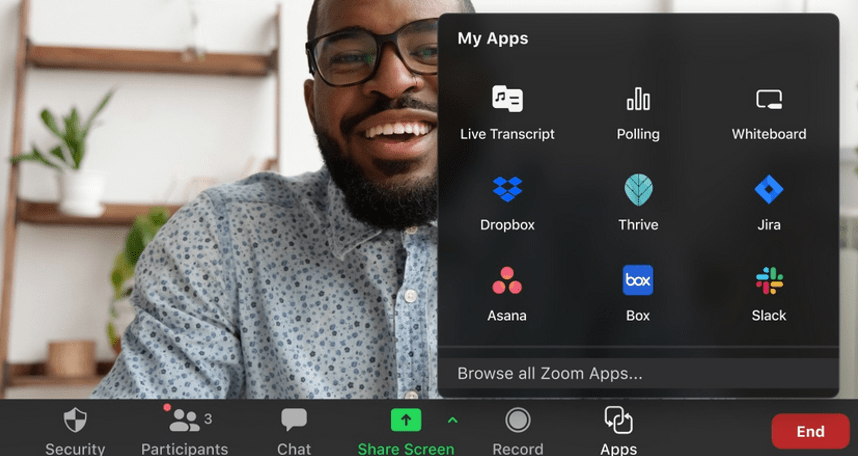 My Apps
Live Transcript
Polling
Whiteboard
Dropbox
Thrive
Jira
box
Asana
Box
Slack
Browse all Zoom Apps...
3
Security
Participants
Chat
Share Screen
Record
Apps
End